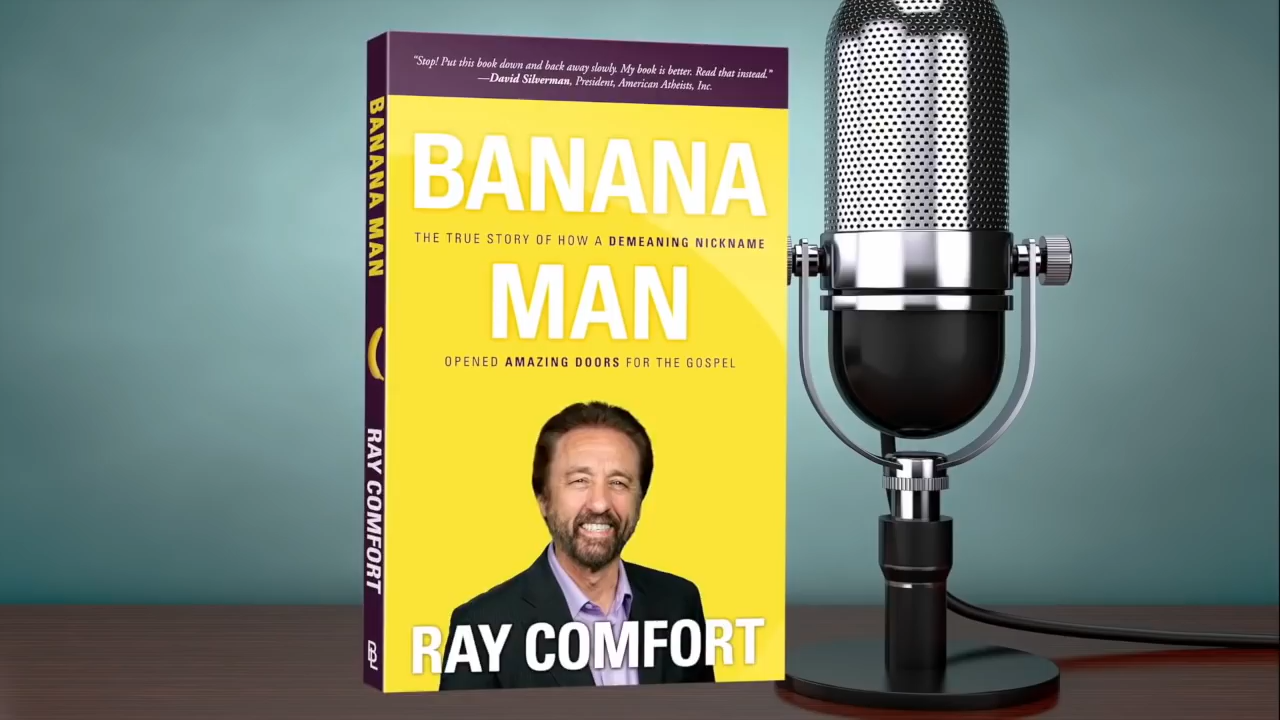 "Stop! Put this book down and back away slowly. My book is better. Read that instead."
—David Silverman, President, American Atheists, Inc.
BANANA
THE TRUE STORY OF HOW A DEMEANING NICKNAME
MAN
OPENED AMAZING DOORS FOR THE GOSPEL
RAY COMFORT
BANANA MAN
RAY COMFORT
BL